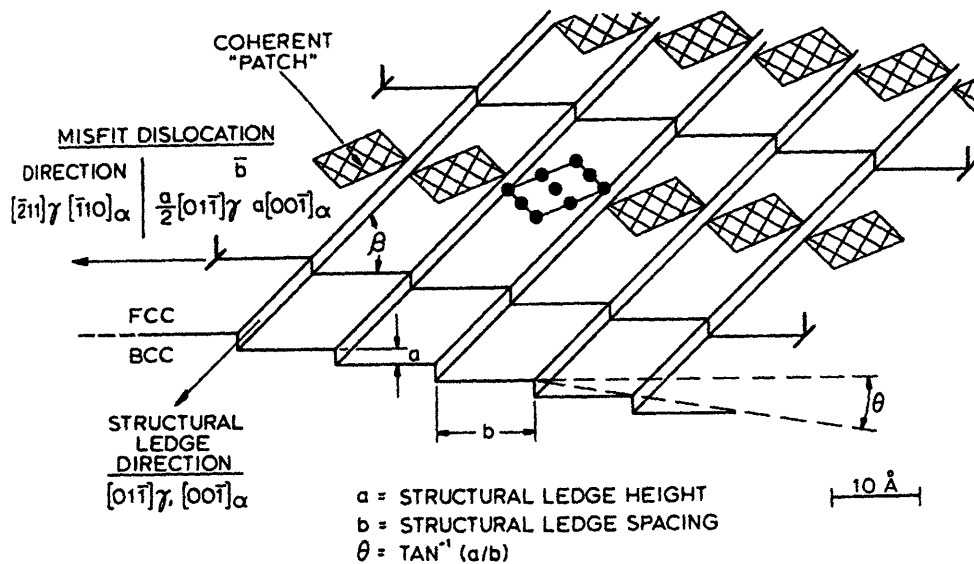 COHERENT
"PATCH"
MISFIT DISLOCATION
DIRECTION b̄
[2̄11]γ [1̄10]α a/2[011̄]γ a[001̄]α
β
FCC
BCC
a
b
θ
STRUCTURAL
LEDGE
DIRECTION
[011̄]γ, [001̄]α
a = STRUCTURAL LEDGE HEIGHT
b = STRUCTURAL LEDGE SPACING
θ = TAN⁻¹ (a/b)
10 Å